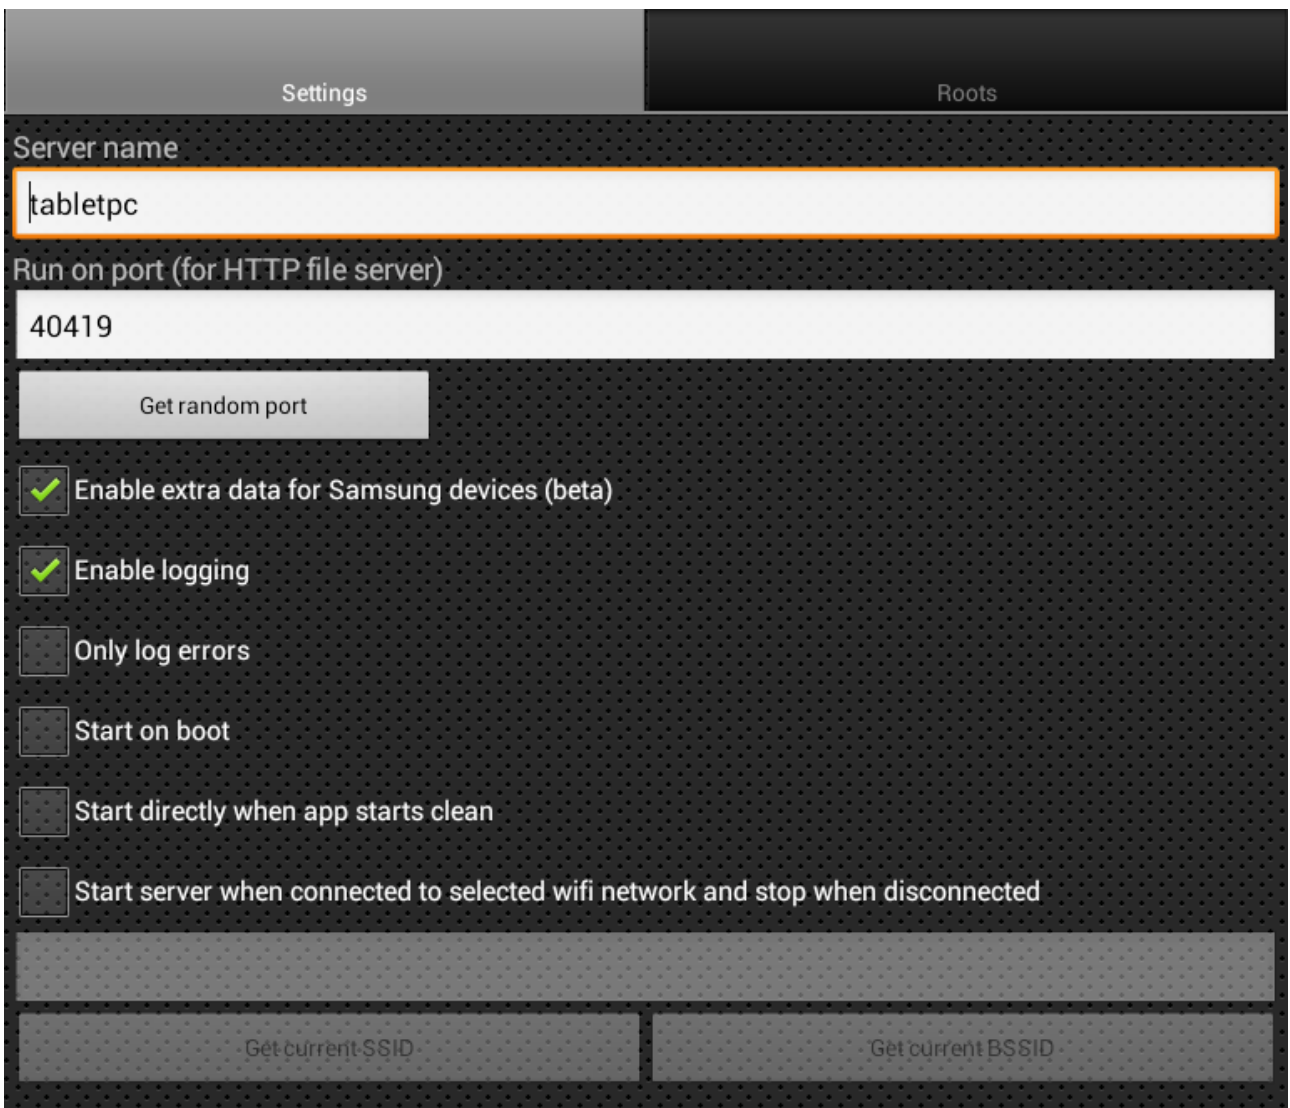 Settings
Roots
Server name
tabletpc
Run on port (for HTTP file server)
40419
Get random port
Enable extra data for Samsung devices (beta)
Enable logging
Only log errors
Start on boot
Start directly when app starts clean
Start server when connected to selected wifi network and stop when disconnected
Get current SSID
Get current BSSID